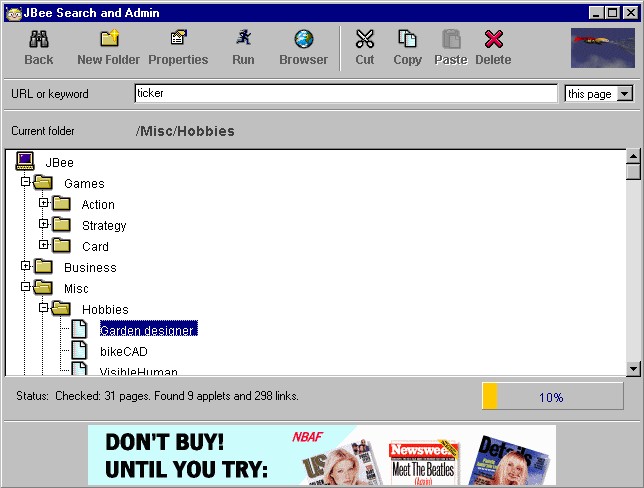 JBee Search and Admin
Back New Folder Properties Run Browser Cut Copy Paste Delete
URL or keyword ticker this page
Current folder /Misc/Hobbies
JBee
Games
Action
Strategy
Card
Business
Misc
Hobbies
Garden designer
bikeCAD
VisibleHuman
Status: Checked: 31 pages. Found 9 applets and 298 links. 10%
DON'T BUY! NBAF
UNTIL YOU TRY: US Newsweek Details
Meet The Beatles
(Again)